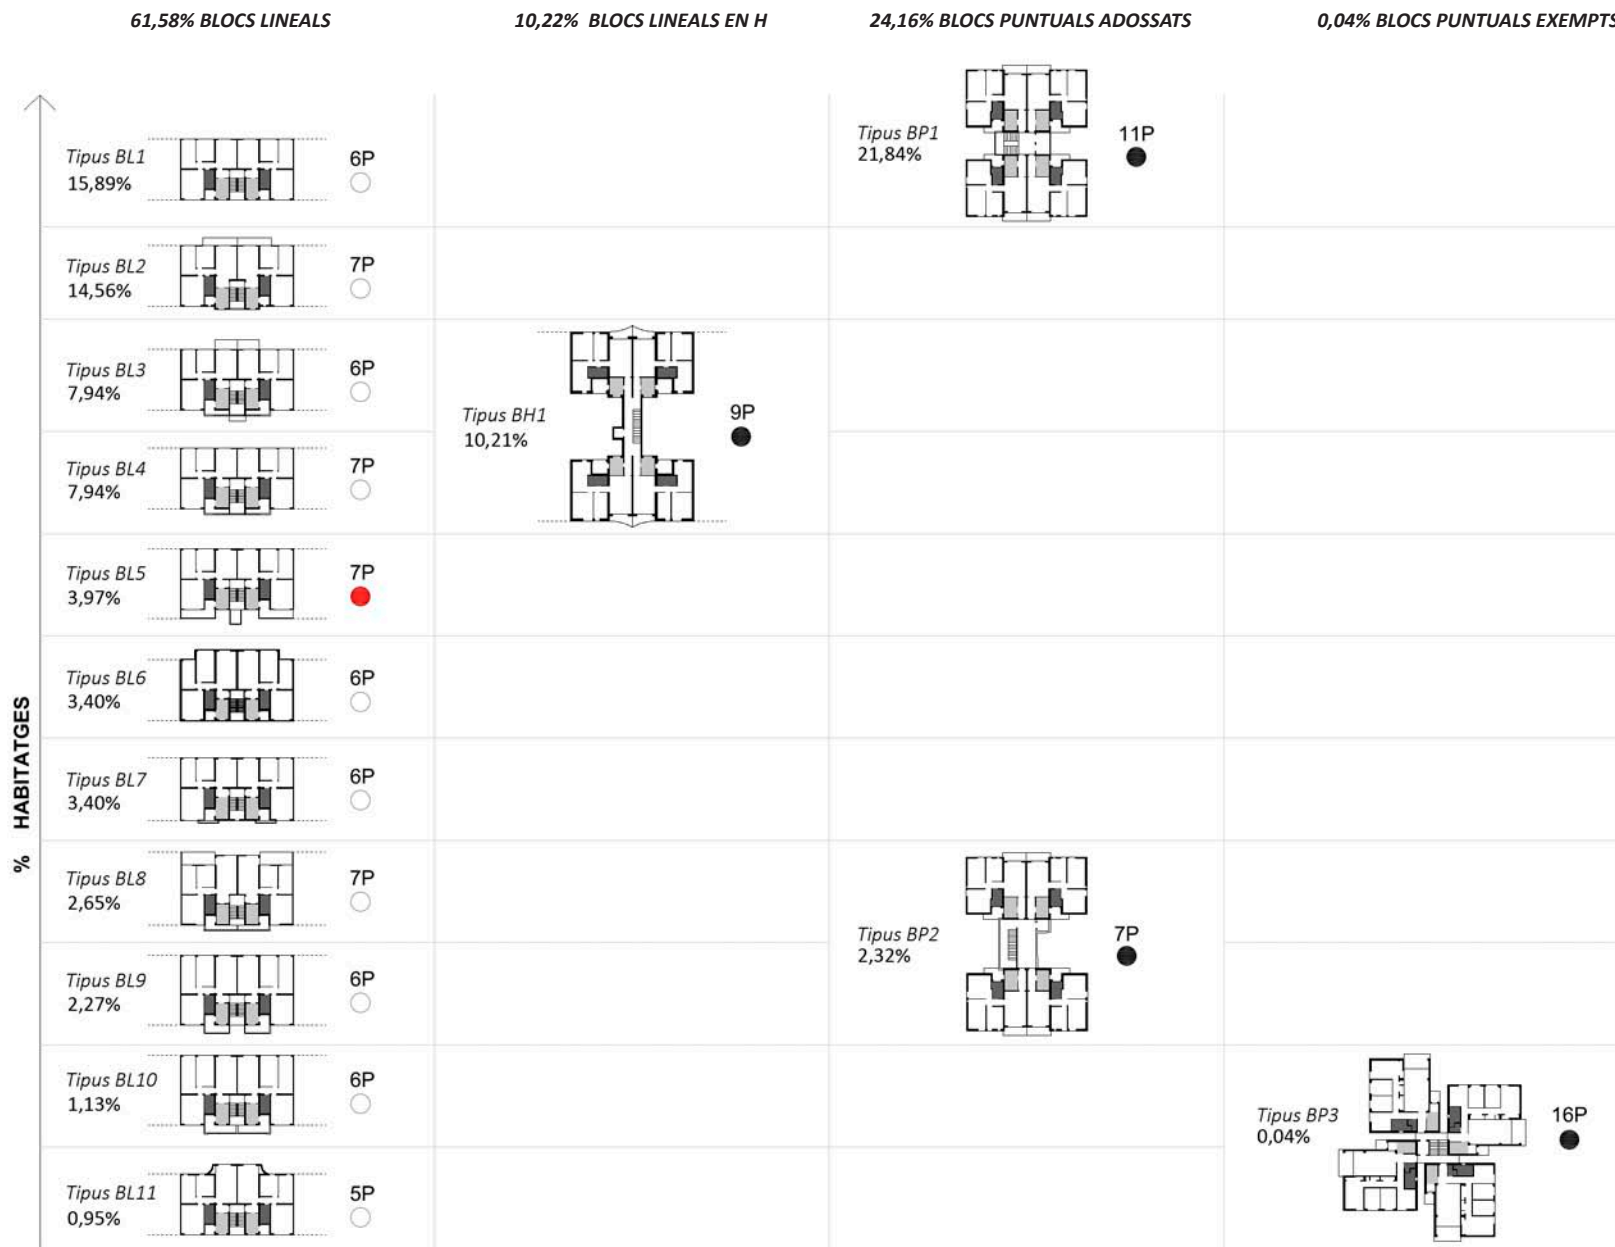 61,58% BLOCS LINEALS
10,22% BLOCS LINEALS EN H
24,16% BLOCS PUNTUALS ADOSSATS
0,04% BLOCS PUNTUALS EXEMPTS
% HABITATGES
Tipus BL1
15,89%
6P
Tipus BP1
21,84%
11P
Tipus BL2
14,56%
7P
Tipus BL3
7,94%
6P
Tipus BH1
10,21%
9P
Tipus BL4
7,94%
7P
Tipus BL5
3,97%
7P
Tipus BL6
3,40%
6P
Tipus BL7
3,40%
6P
Tipus BL8
2,65%
7P
Tipus BP2
2,32%
7P
Tipus BL9
2,27%
6P
Tipus BL10
1,13%
6P
Tipus BP3
0,04%
16P
Tipus BL11
0,95%
5P